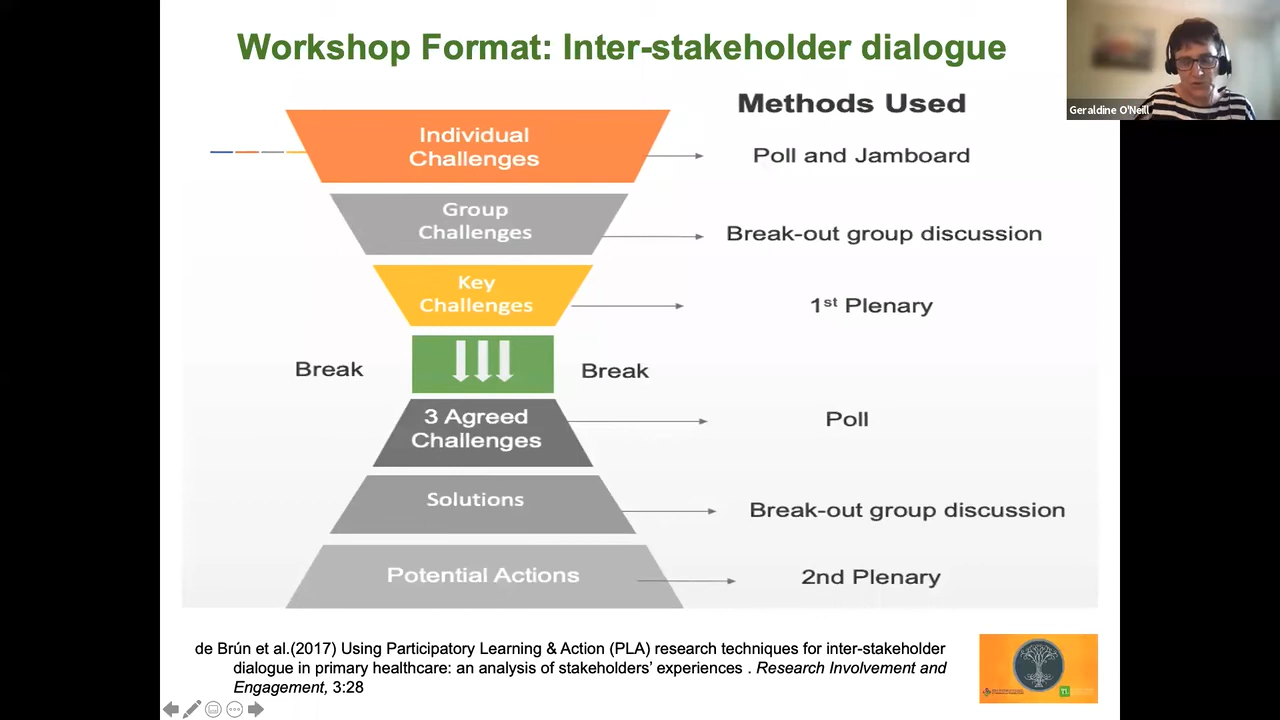 Workshop Format: Inter-stakeholder dialogue
Geraldine O'Neill
Methods Used
Individual
Challenges
Poll and Jamboard
Group
Challenges
Break-out group discussion
Key
Challenges
1st Plenary
Break
Break
3 Agreed
Challenges
Poll
Solutions
Break-out group discussion
Potential Actions
2nd Plenary
de Brún et al.(2017) Using Participatory Learning & Action (PLA) research techniques for inter-stakeholder
dialogue in primary healthcare: an analysis of stakeholders' experiences . Research Involvement and
Engagement, 3:28